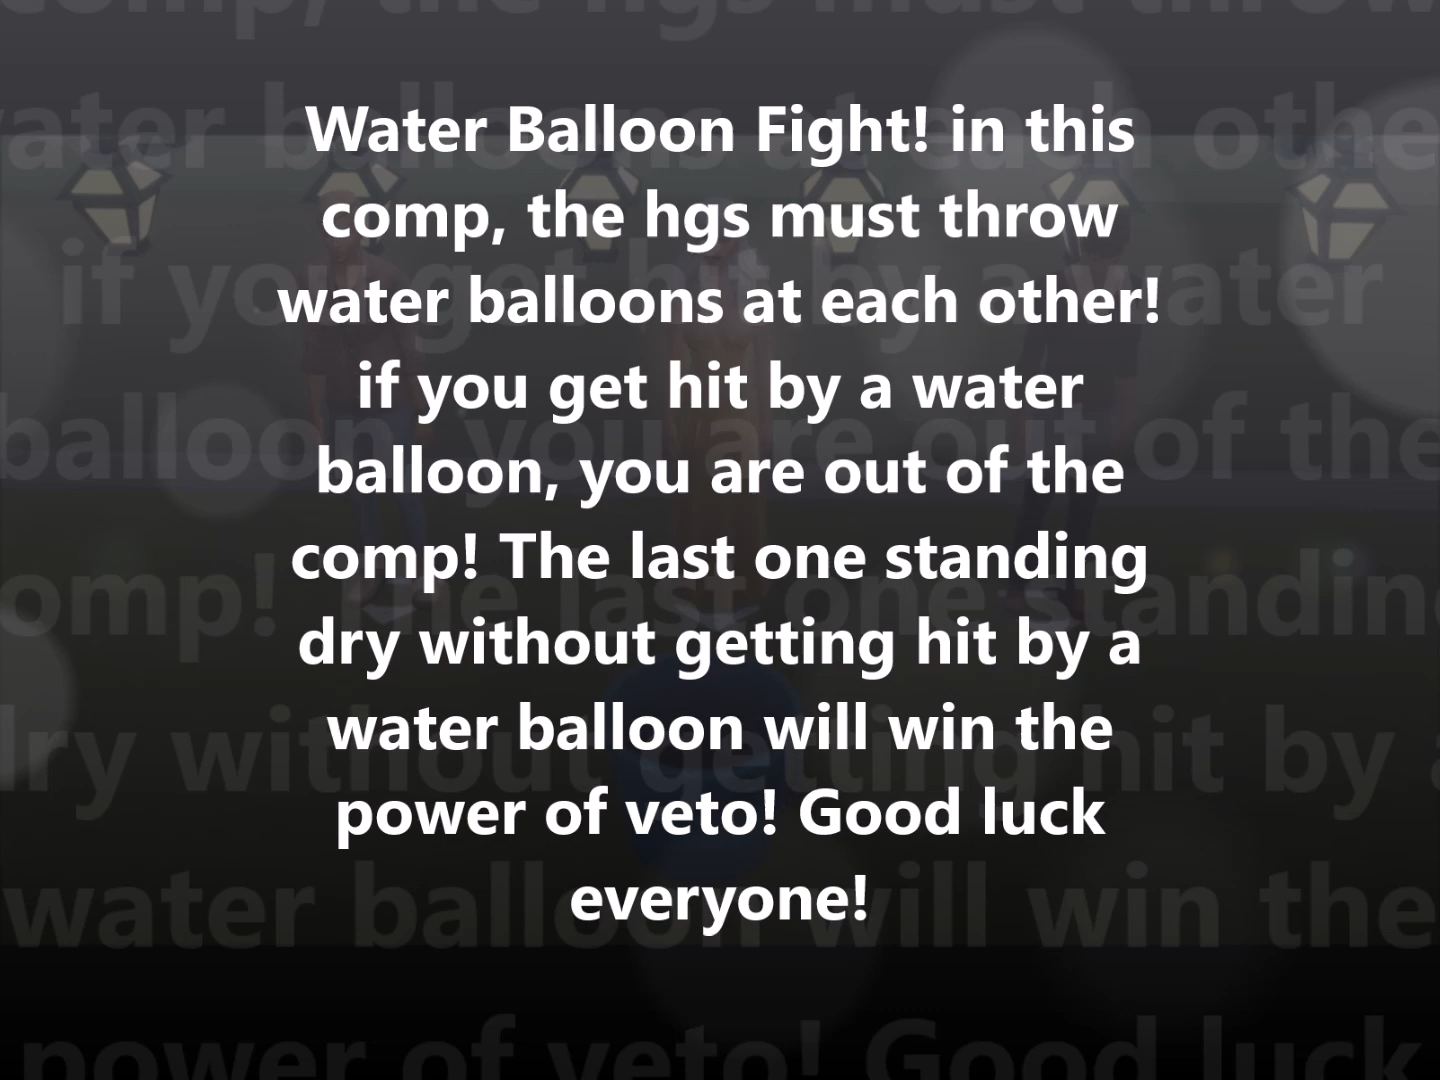 Water Balloon Fight! in this
comp, the hgs must throw
water balloons at each other!
if you get hit by a water
balloon, you are out of the
comp! The last one standing
dry without getting hit by a
water balloon will win the
power of veto! Good luck
everyone!